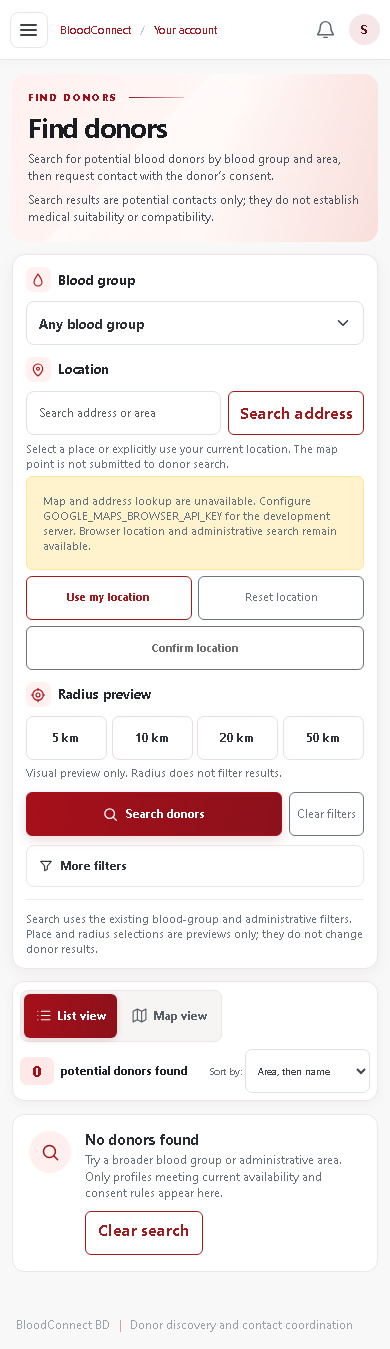 BloodConnect / Your account
S
FIND DONORS
Find donors
Search for potential blood donors by blood group and area,
then request contact with the donor's consent.
Search results are potential contacts only; they do not establish
medical suitability or compatibility.
Blood group
Any blood group
Location
Search address or area
Search address
Select a place or explicitly use your current location. The map
point is not submitted to donor search.
Map and address lookup are unavailable. Configure
GOOGLE_MAPS_BROWSER_API_KEY for the development
server. Browser location and administrative search remain
available.
Use my location
Reset location
Confirm location
Radius preview
5 km
10 km
20 km
50 km
Visual preview only. Radius does not filter results.
Search donors
Clear filters
More filters
Search uses the existing blood-group and administrative filters.
Place and radius selections are previews only; they do not change
donor results.
List view
Map view
0 potential donors found
Sort by: Area, then name
No donors found
Try a broader blood group or administrative area.
Only profiles meeting current availability and
consent rules appear here.
Clear search
BloodConnect BD | Donor discovery and contact coordination